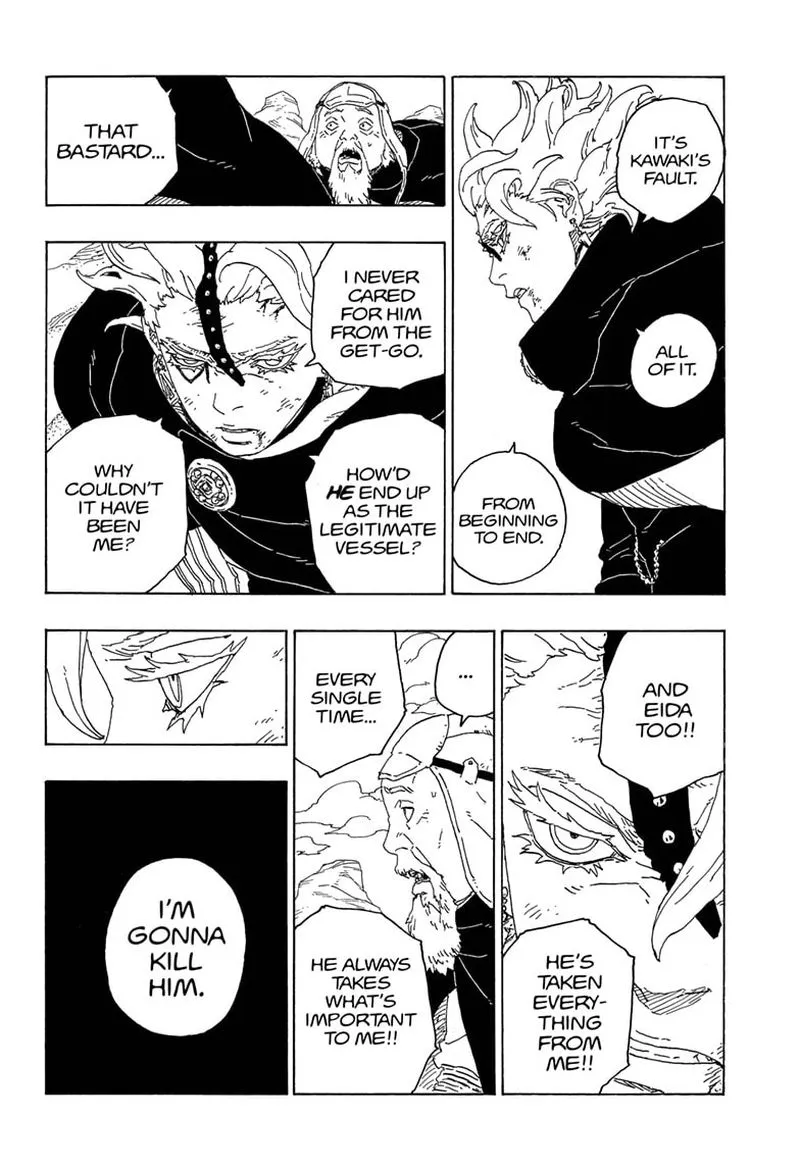 IT'S
KAWAKI'S
FAULT.
ALL
OF IT.
FROM
BEGINNING
TO END.
THAT
BASTARD...
I NEVER
CARED
FOR HIM
FROM THE
GET-GO.
HOW'D
HE END UP
AS THE
LEGITIMATE
VESSEL?
WHY
COULDN'T
IT HAVE
BEEN
ME?
AND
EIDA
TOO!!
HE'S
TAKEN
EVERY-
THING
FROM
ME!!
...
EVERY
SINGLE
TIME...
HE ALWAYS
TAKES
WHAT'S
IMPORTANT
TO ME!!
I'M
GONNA
KILL
HIM.